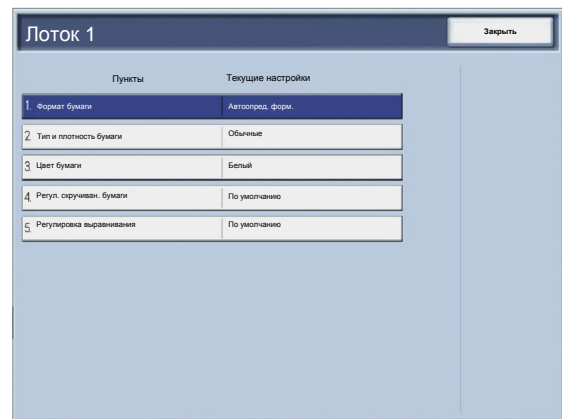 Лоток 1
Закрыть
Пункты Текущие настройки
1. Формат бумаги Автоопред. форм.
2. Тип и плотность бумаги Обычные
3. Цвет бумаги Белый
4. Регул. скручиван. бумаги По умолчанию
5. Регулировка выравнивания По умолчанию